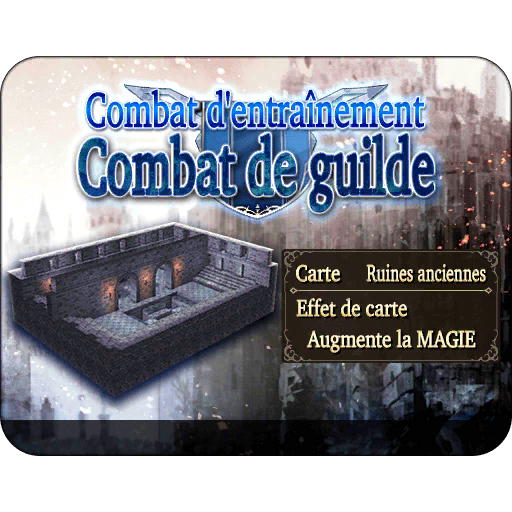 Combat d'entraînement
Combat de guilde
Carte Ruines anciennes
Effet de carte
Augmente la MAGIE